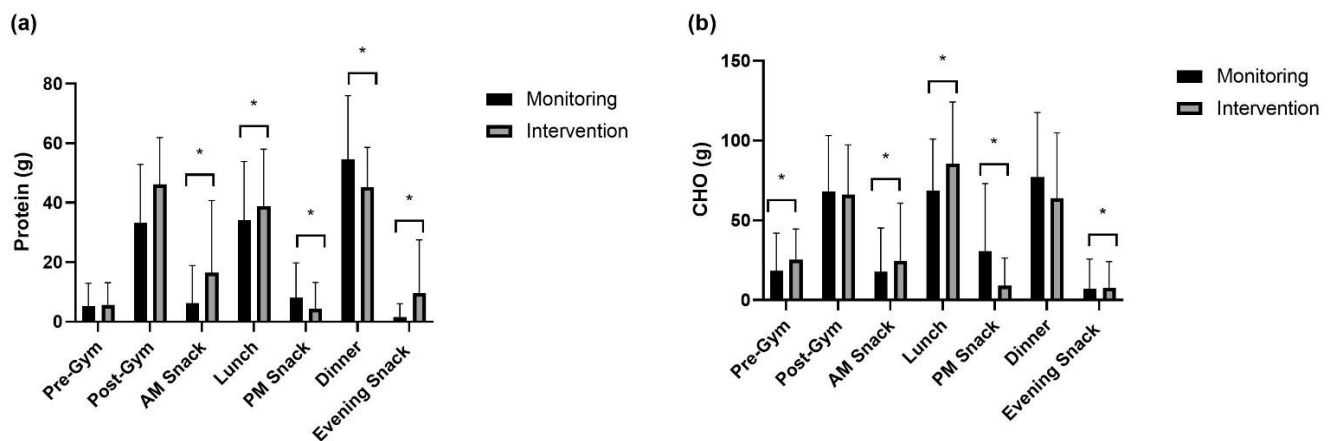 (a)
80
60
40
20
0
Protein (g)
*
*
*
*
*
Monitoring
Intervention
Pre-Gym
Post-Gym
AM Snack
Lunch
PM Snack
Dinner
Evening Snack
(b)
150
100
50
0
CHO (g)
*
*
*
*
*
Monitoring
Intervention
Pre-Gym
Post-Gym
AM Snack
Lunch
PM Snack
Dinner
Evening Snack